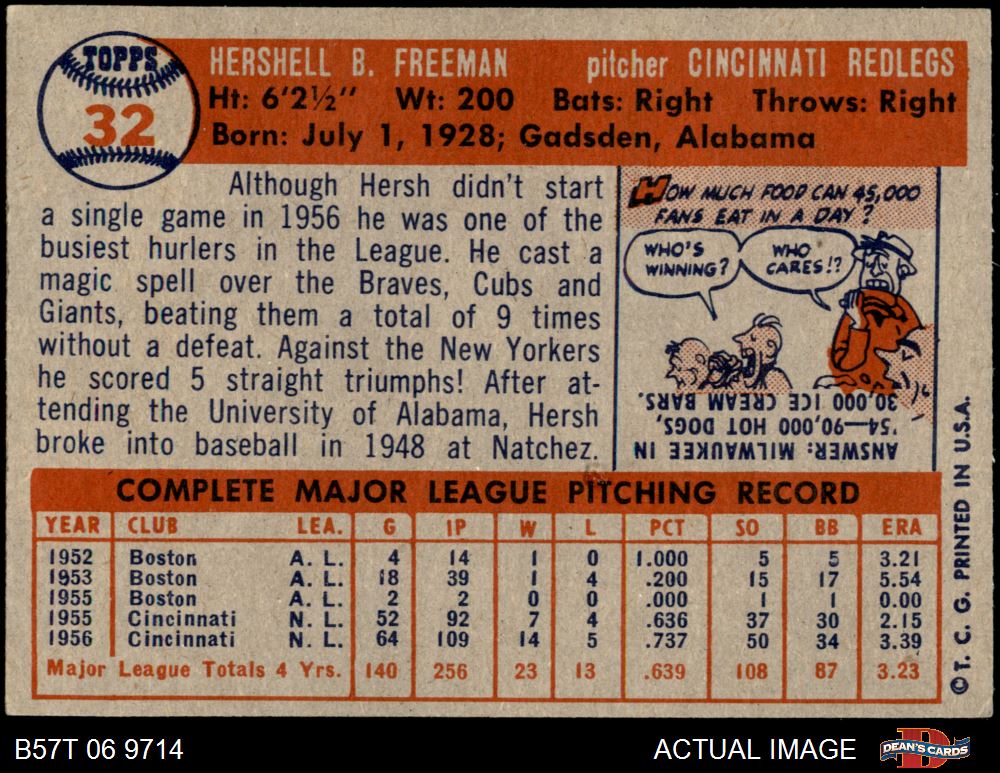 TOPPS
32
HERSHELL B. FREEMAN pitcher CINCINNATI REDLEGS
Ht: 6'2½" Wt: 200 Bats: Right Throws: Right
Born: July 1, 1928; Gadsden, Alabama
Although Hersh didn't start
a single game in 1956 he was one of the
busiest hurlers in the League. He cast a
magic spell over the Braves, Cubs and
Giants, beating them a total of 9 times
without a defeat. Against the New Yorkers
he scored 5 straight triumphs! After at-
tending the University of Alabama, Hersh
broke into baseball in 1948 at Natchez.
HOW MUCH FOOD CAN 45,000
FANS EAT IN A DAY?
WHO'S
WINNING?
WHO
CARES!?
ANSWER: MILWAUKEE IN
'54—90,000 HOT DOGS,
30,000 ICE CREAM BARS.
COMPLETE MAJOR LEAGUE PITCHING RECORD
YEAR CLUB LEA. G IP W L PCT SO BB ERA
1952 Boston A. L. 4 14 1 0 1.000 5 5 3.21
1953 Boston A. L. 18 39 1 4 .200 15 17 5.54
1955 Boston A. L. 2 2 0 0 .000 1 1 0.00
1955 Cincinnati N. L. 52 92 7 4 .636 37 30 2.15
1956 Cincinnati N. L. 64 109 14 5 .737 50 34 3.39
Major League Totals 4 Yrs. 140 256 23 13 .639 108 87 3.23
©T. C. G. PRINTED IN U.S.A.
B57T 06 9714 ACTUAL IMAGE
DEAN'S CARDS